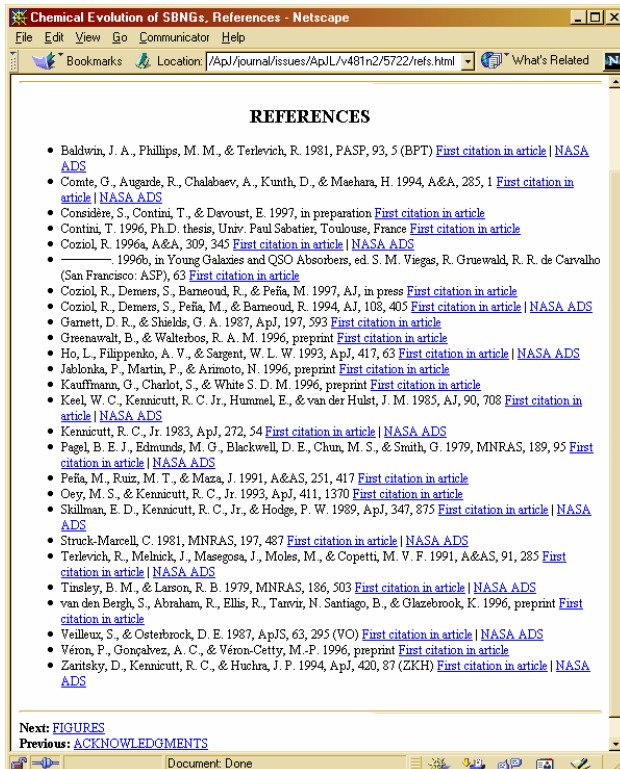 Chemical Evolution of SBNGs, References - Netscape
File Edit View Go Communicator Help
Bookmarks Location: /ApJ/journal/issues/ApJL/v481n2/5722/refs.html What's Related N
REFERENCES
• Baldwin, J. A., Phillips, M. M., & Terlevich, R. 1981, PASP, 93, 5 (BPT) First citation in article | NASA
ADS
• Comte, G., Augarde, R., Chalabaev, A., Kunth, D., & Maehara, H. 1994, A&A, 285, 1 First citation in
article | NASA ADS
• Considère, S., Contini, T., & Davoust, E. 1997, in preparation First citation in article
• Contini, T. 1996, Ph.D. thesis, Univ. Paul Sabatier, Toulouse, France First citation in article
• Coziol, R. 1996a, A&A, 309, 345 First citation in article | NASA ADS
• ———. 1996b, in Young Galaxies and QSO Absorbers, ed. S. M. Viegas, R. Gruewald, R. R. de Carvalho
(San Francisco: ASP), 63 First citation in article
• Coziol, R., Demers, S., Barneoud, R., & Peña, M. 1997, AJ, in press First citation in article
• Coziol, R., Demers, S., Peña, M., & Barneoud, R. 1994, AJ, 108, 405 First citation in article | NASA ADS
• Garnett, D. R., & Shields, G. A. 1987, ApJ, 197, 593 First citation in article
• Greenawalt, B., & Walterbos, R. A. M. 1996, preprint First citation in article
• Ho, L., Filippenko, A. V., & Sargent, W. L. W. 1993, ApJ, 417, 63 First citation in article | NASA ADS
• Jablonka, P., Martin, P., & Arimoto, N. 1996, preprint First citation in article
• Kauffmann, G., Charlot, S., & White S. D. M. 1996, preprint First citation in article
• Keel, W. C., Kennicutt, R. C. Jr., Hummel, E., & van der Hulst, J. M. 1985, AJ, 90, 708 First citation in
article | NASA ADS
• Kennicutt, R. C., Jr. 1983, ApJ, 272, 54 First citation in article | NASA ADS
• Pagel, B. E. J., Edmunds, M. G., Blackwell, D. E., Chun, M. S., & Smith, G. 1979, MNRAS, 189, 95 First
citation in article | NASA ADS
• Peña, M., Ruiz, M. T., & Maza, J. 1991, A&AS, 251, 417 First citation in article
• Oey, M. S., & Kennicutt, R. C., Jr. 1993, ApJ, 411, 1370 First citation in article
• Skillman, E. D., Kennicutt, R. C., Jr., & Hodge, P. W. 1989, ApJ, 347, 875 First citation in article | NASA
ADS
• Struck-Marcell, C. 1981, MNRAS, 197, 487 First citation in article | NASA ADS
• Terlevich, R., Melnick, J., Masegosa, J., Moles, M., & Copetti, M. V. F. 1991, A&AS, 91, 285 First
citation in article | NASA ADS
• Tinsley, B. M., & Larson, R. B. 1979, MNRAS, 186, 503 First citation in article | NASA ADS
• van den Bergh, S., Abraham, R., Ellis, R., Tanvir, N. Santiago, B., & Glazebrook, K. 1996, preprint First
citation in article
• Veilleux, S., & Osterbrock, D. E. 1987, ApJS, 63, 295 (VO) First citation in article | NASA ADS
• Véron, P., Gonçalvez, A. C., & Véron-Cetty, M.-P. 1996, preprint First citation in article
• Zaritsky, D., Kennicutt, R. C., & Huchra, J. P. 1994, ApJ, 420, 87 (ZKH) First citation in article | NASA
ADS
Next: FIGURES
Previous: ACKNOWLEDGMENTS
Document: Done